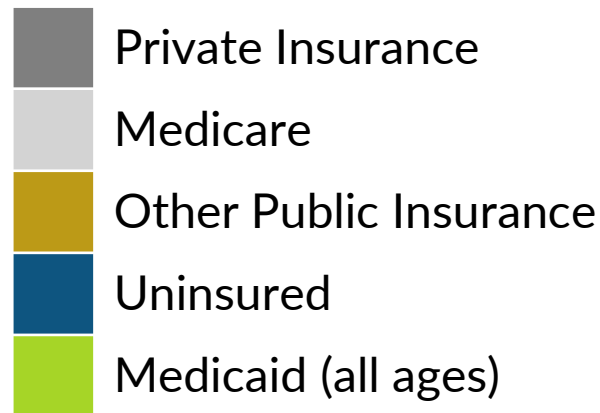 Private Insurance
Medicare
Other Public Insurance
Uninsured
Medicaid (all ages)